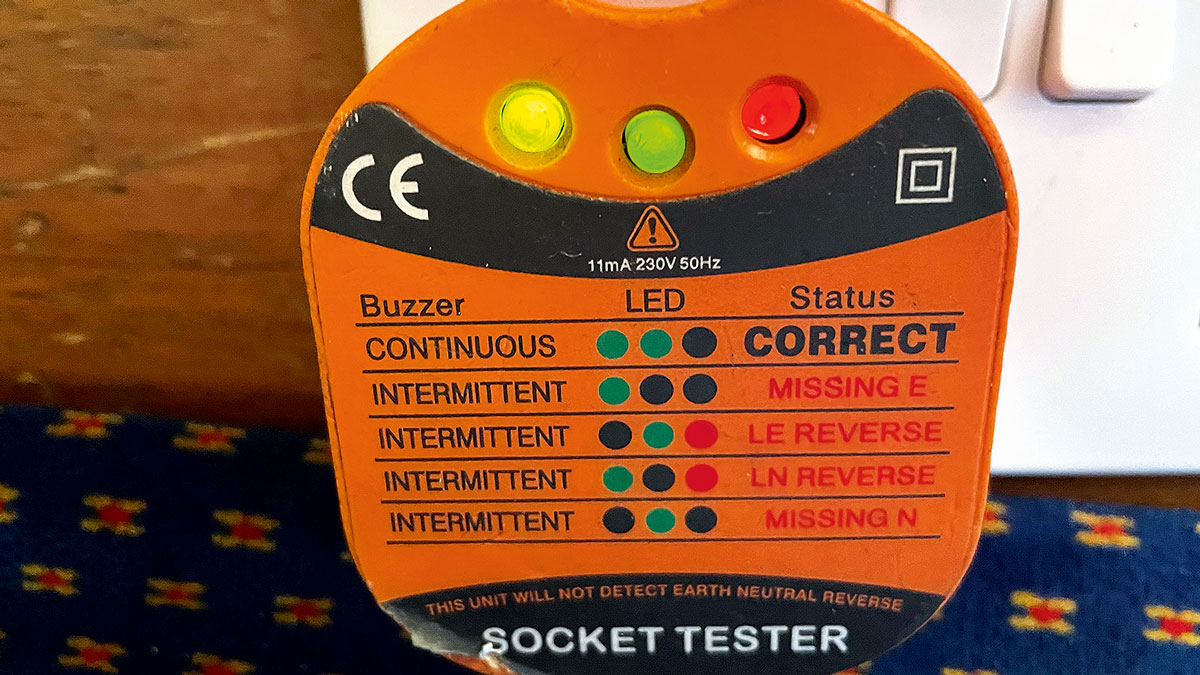 CE
11mA 230V 50Hz
Buzzer LED Status
CONTINUOUS CORRECT
INTERMITTENT MISSING E
INTERMITTENT LE REVERSE
INTERMITTENT LN REVERSE
INTERMITTENT MISSING N
THIS UNIT WILL NOT DETECT EARTH NEUTRAL REVERSE
SOCKET TESTER